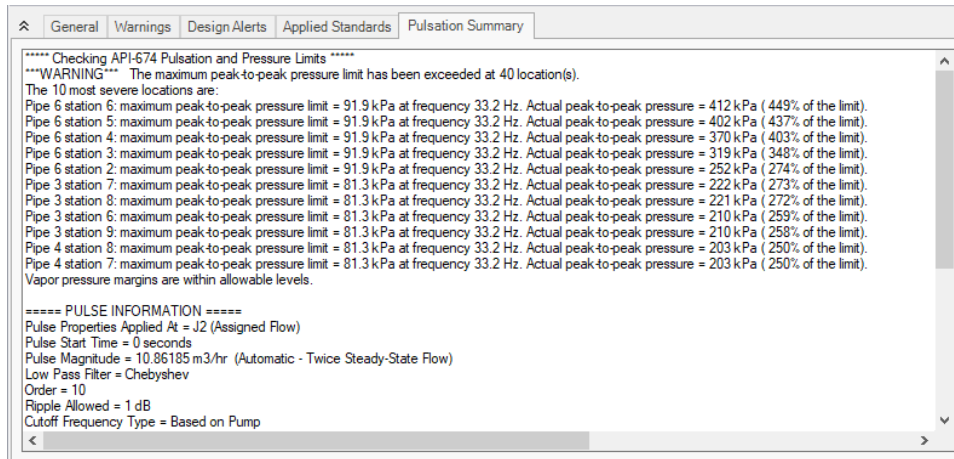 General Warnings Design Alerts Applied Standards Pulsation Summary
***** Checking API-674 Pulsation and Pressure Limits *****
***WARNING*** The maximum peak-to-peak pressure limit has been exceeded at 40 location(s).
The 10 most severe locations are:
Pipe 6 station 6: maximum peak-to-peak pressure limit = 91.9 kPa at frequency 33.2 Hz. Actual peak-to-peak pressure = 412 kPa ( 449% of the limit).
Pipe 6 station 5: maximum peak-to-peak pressure limit = 91.9 kPa at frequency 33.2 Hz. Actual peak-to-peak pressure = 402 kPa ( 437% of the limit).
Pipe 6 station 4: maximum peak-to-peak pressure limit = 91.9 kPa at frequency 33.2 Hz. Actual peak-to-peak pressure = 370 kPa ( 403% of the limit).
Pipe 6 station 3: maximum peak-to-peak pressure limit = 91.9 kPa at frequency 33.2 Hz. Actual peak-to-peak pressure = 319 kPa ( 348% of the limit).
Pipe 6 station 2: maximum peak-to-peak pressure limit = 91.9 kPa at frequency 33.2 Hz. Actual peak-to-peak pressure = 252 kPa ( 274% of the limit).
Pipe 3 station 7: maximum peak-to-peak pressure limit = 81.3 kPa at frequency 33.2 Hz. Actual peak-to-peak pressure = 222 kPa ( 273% of the limit).
Pipe 3 station 8: maximum peak-to-peak pressure limit = 81.3 kPa at frequency 33.2 Hz. Actual peak-to-peak pressure = 221 kPa ( 272% of the limit).
Pipe 3 station 6: maximum peak-to-peak pressure limit = 81.3 kPa at frequency 33.2 Hz. Actual peak-to-peak pressure = 210 kPa ( 259% of the limit).
Pipe 3 station 9: maximum peak-to-peak pressure limit = 81.3 kPa at frequency 33.2 Hz. Actual peak-to-peak pressure = 210 kPa ( 258% of the limit).
Pipe 4 station 8: maximum peak-to-peak pressure limit = 81.3 kPa at frequency 33.2 Hz. Actual peak-to-peak pressure = 203 kPa ( 250% of the limit).
Pipe 4 station 7: maximum peak-to-peak pressure limit = 81.3 kPa at frequency 33.2 Hz. Actual peak-to-peak pressure = 203 kPa ( 250% of the limit).
Vapor pressure margins are within allowable levels.
===== PULSE INFORMATION =====
Pulse Properties Applied At = J2 (Assigned Flow)
Pulse Start Time = 0 seconds
Pulse Magnitude = 10.86185 m3/hr (Automatic - Twice Steady-State Flow)
Low Pass Filter = Chebyshev
Order = 10
Ripple Allowed = 1 dB
Cutoff Frequency Type = Based on Pump